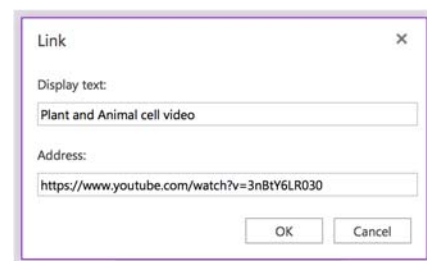 Link
Display text:
Plant and Animal cell video
Address:
https://www.youtube.com/watch?v=3nBtY6LR030
OK Cancel